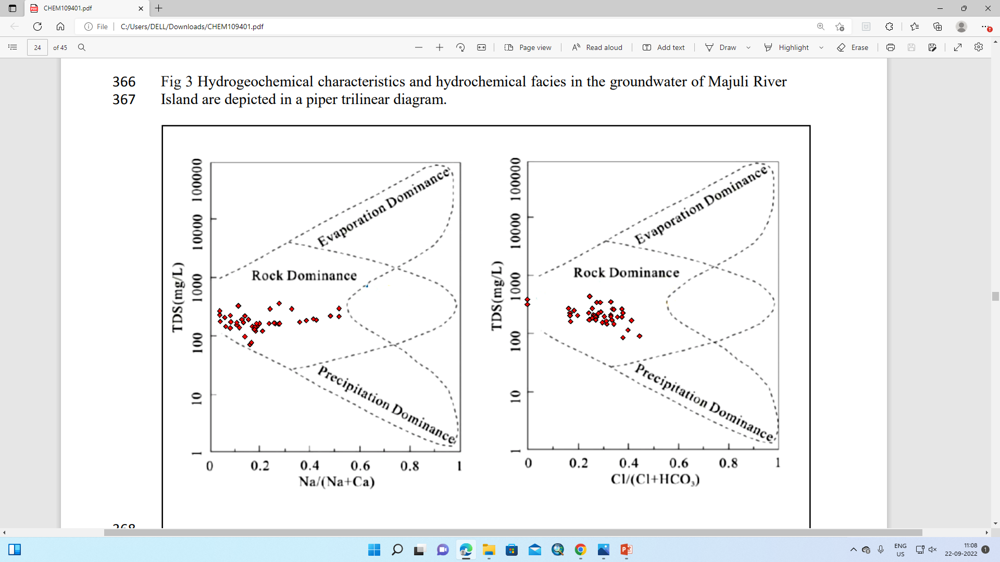 CHEM109401.pdf
File
C:/Users/DELL/Downloads/CHEM109401.pdf
24 of 45
Page view
Read aloud
Add text
Draw
Highlight
Erase
366 Fig 3 Hydrogeochemical characteristics and hydrochemical facies in the groundwater of Majuli River
367 Island are depicted in a piper trilinear diagram.
TDS(mg/L)
100000
10000
1000
100
10
1
Evaporation Dominance
Rock Dominance
Precipitation Dominance
0 0.2 0.4 0.6 0.8 1
Na/(Na+Ca)
TDS(mg/L)
100000
10000
1000
100
10
1
Evaporation Dominance
Rock Dominance
Precipitation Dominance
0 0.2 0.4 0.6 0.8 1
Cl/(Cl+HCO₃)
368
ENG
US
11:08
22-09-2022
1